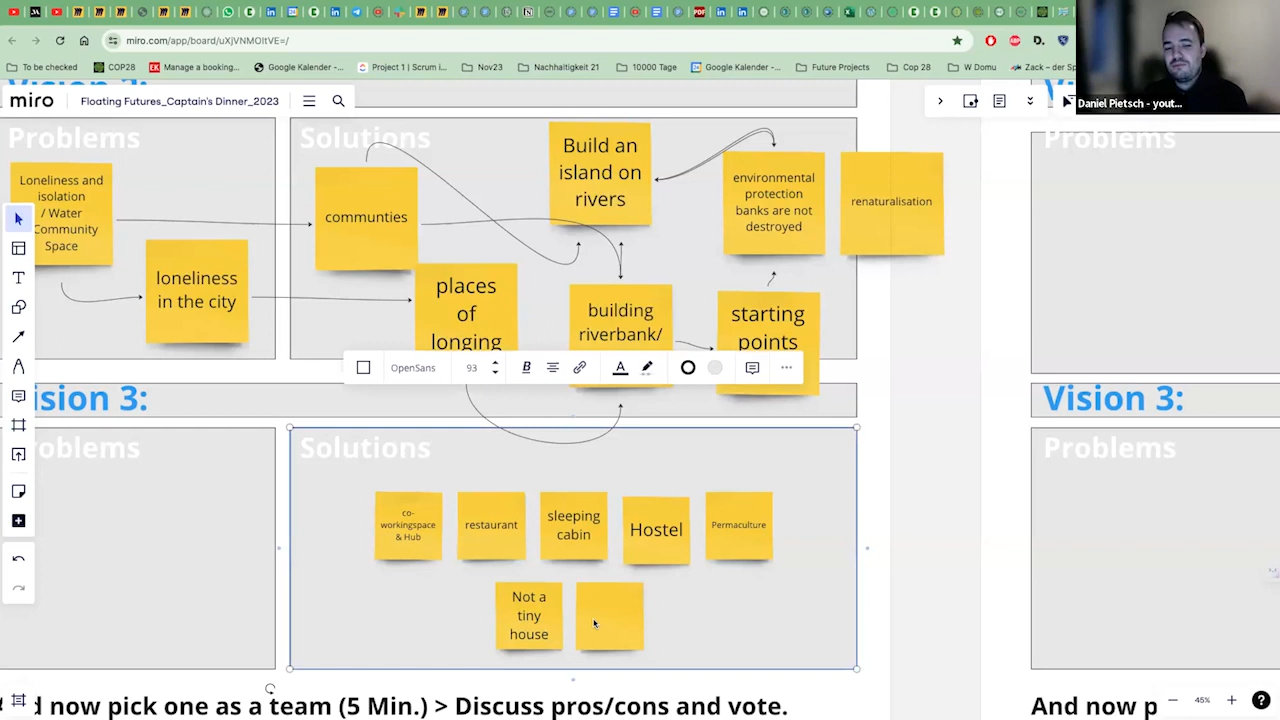 miro.com/app/board/uXjVNMOltVE=/
To be checked
COP28
Manage a booking...
Google Kalender -...
Project 1 | Scrum i...
Nov23
Nachhaltigkeit 21
10000 Tage
Google Kalender -...
Future Projects
Cop 28
W Domu
Zack – der Sp
Daniel Pietsch - yout...
miro
Floating Futures_Captain's Dinner_2023
Problems
Solutions
Loneliness and
isolation
/ Water
Community
Space
loneliness
in the city
communties
places
of
longing
Build an
island on
rivers
building
riverbank/
environmental
protection
banks are not
destroyed
starting
points
renaturalisation
Problems
OpenSans
93
B
A
ision 3:
Vision 3:
oblems
Solutions
Problems
co-
workingspace
& Hub
restaurant
sleeping
cabin
Hostel
Permaculture
Not a
tiny
house
d now pick one as a team (5 Min.) > Discuss pros/cons and vote.
And now p
45%